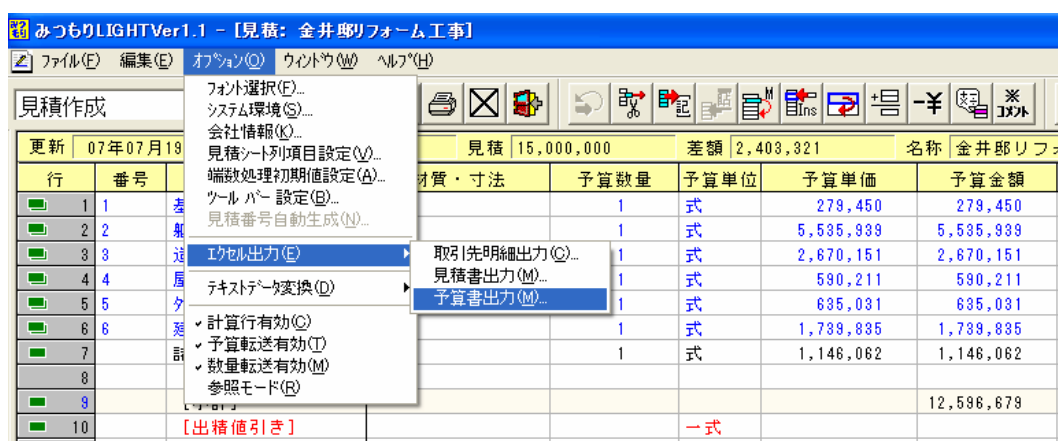 みつもりLIGHTVer1.1 - [見積: 金井邸リフォーム工事]
ファイル(F) 編集(E) オプション(O) ウィンドウ(W) ヘルプ(H)
見積作成
フォント選択(F)...
システム環境(S)...
会社情報(K)...
見積シート列項目設定(V)...
端数処理初期値設定(A)...
ツール バー 設定(B)...
見積番号自動生成(N)...
エクセル出力(E)
テキストデータ変換(D)
計算行有効(C)
予算転送有効(T)
数量転送有効(M)
参照モード(R)
取引先明細出力(C)...
見積書出力(M)...
予算書出力(M)...
記 M Ins -¥ ※ コメント
更新 07年07月19 見積 15,000,000 差額 2,403,321 名称 金井邸リフ
行 番号 材質・寸法 予算数量 予算単位 予算単価 予算金額
1 1 1 式 279,450 279,450
2 2 1 式 5,535,939 5,535,939
3 3 1 式 2,670,151 2,670,151
4 4 1 式 590,211 590,211
5 5 1 式 635,031 635,031
6 6 1 式 1,739,835 1,739,835
7 1 式 1,146,062 1,146,062
8
9 12,596,679
10 [出精値引き] 一式